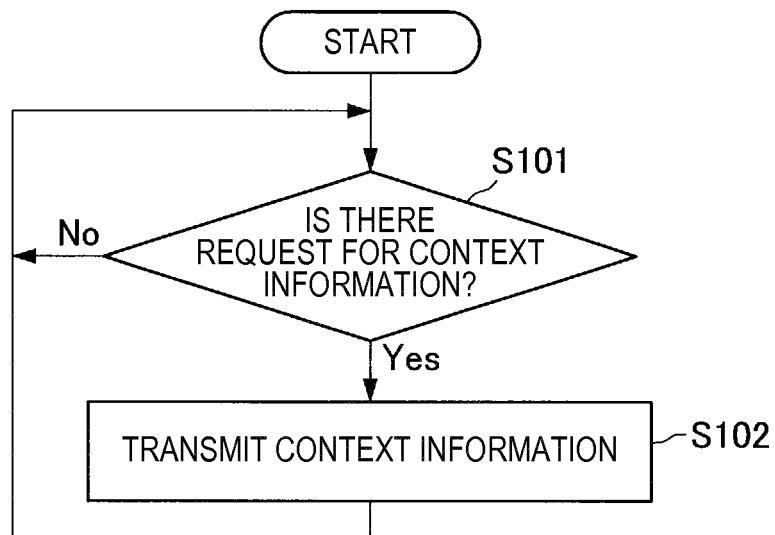 START
S101
IS THERE
REQUEST FOR CONTEXT
INFORMATION?
No
Yes
TRANSMIT CONTEXT INFORMATION
S102